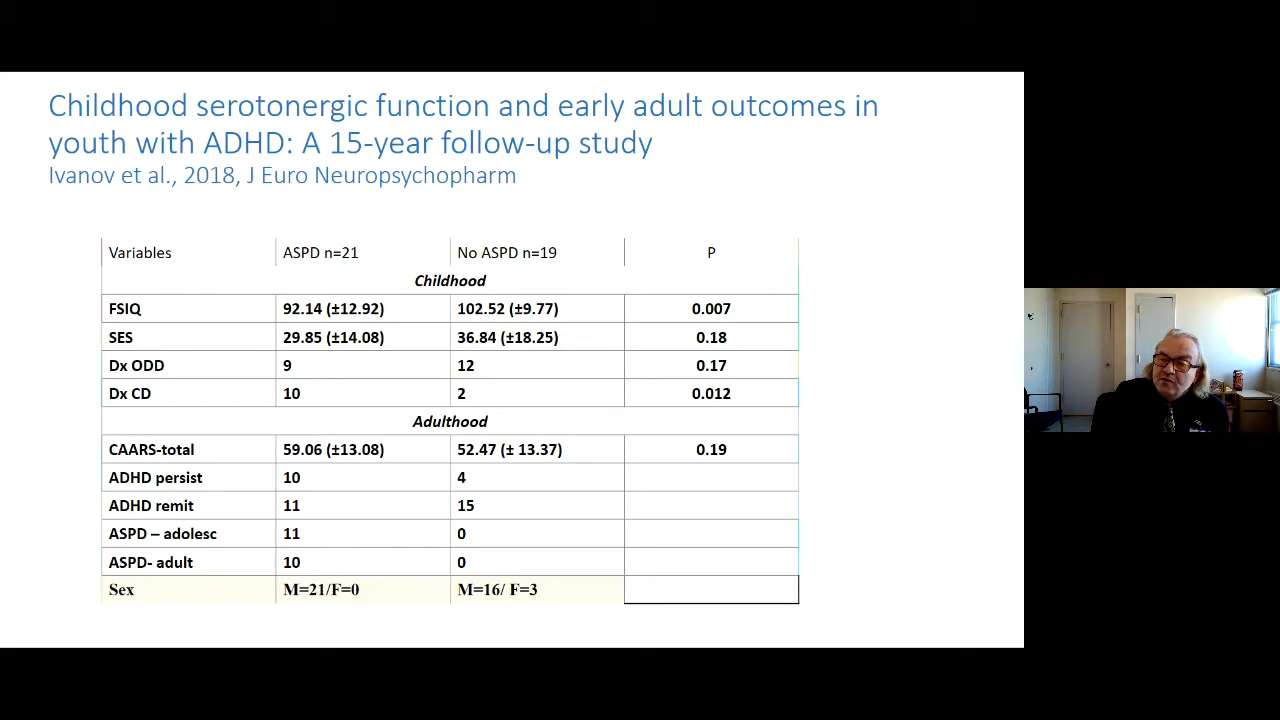 Childhood serotonergic function and early adult outcomes in
youth with ADHD: A 15-year follow-up study
Ivanov et al., 2018, J Euro Neuropsychopharm
Variables ASPD n=21 No ASPD n=19 P
Childhood
FSIQ 92.14 (±12.92) 102.52 (±9.77) 0.007
SES 29.85 (±14.08) 36.84 (±18.25) 0.18
Dx ODD 9 12 0.17
Dx CD 10 2 0.012
Adulthood
CAARS-total 59.06 (±13.08) 52.47 (± 13.37) 0.19
ADHD persist 10 4
ADHD remit 11 15
ASPD – adolesc 11 0
ASPD- adult 10 0
Sex M=21/F=0 M=16/ F=3